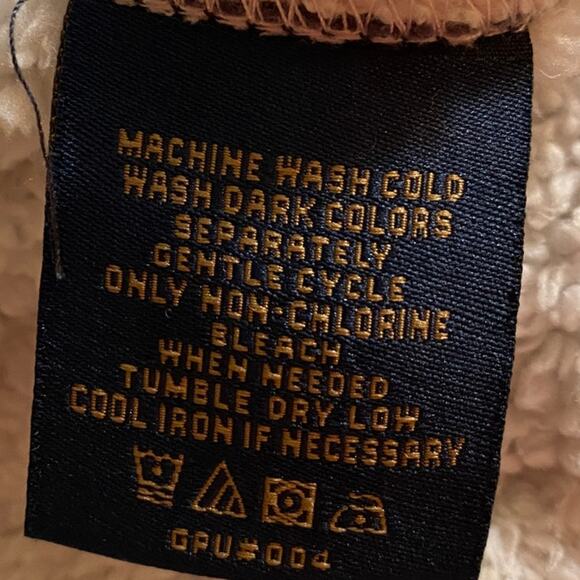 MACHINE WASH COLD
WASH DARK COLORS
SEPARATELY
GENTLE CYCLE
ONLY NON-CHLORINE
BLEACH
WHEN NEEDED
TUMBLE DRY LOW
COOL IRON IF NECESSARY
GPU#004